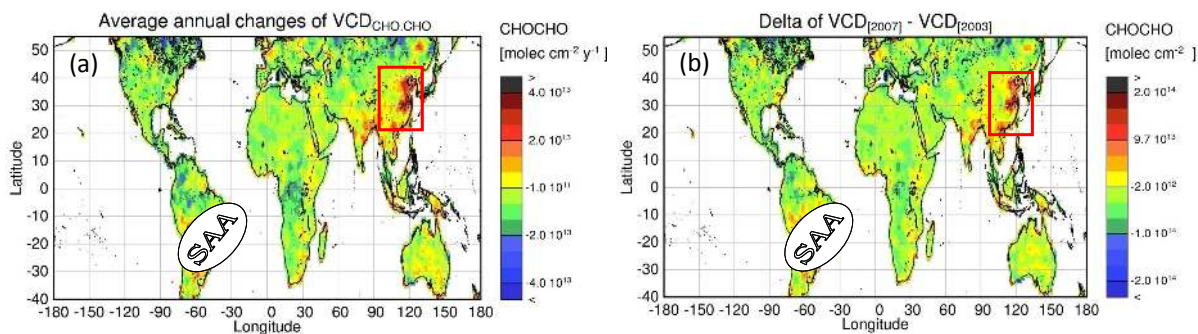 Average annual changes of VCD_CHO.CHO
CHOCHO
[molec cm⁻² y⁻¹]
(a)
50
40
30
20
10
0
-10
-20
-30
-40
Latitude
SAA
-180 -150 -120 -90 -60 -30 0 30 60 90 120 150 180
Longitude
>
4.0 10¹³
2.0 10¹³
-1.0 10¹¹
-2.0 10¹³
-4.0 10¹³
<
Delta of VCD[2007] - VCD[2003]
CHOCHO
[molec cm⁻²]
(b)
50
40
30
20
10
0
-10
-20
-30
-40
Latitude
SAA
-180 -150 -120 -90 -60 -30 0 30 60 90 120 150 180
Longitude
>
2.0 10¹⁴
9.7 10¹³
-2.0 10¹²
-1.0 10¹⁴
-2.0 10¹⁴
<